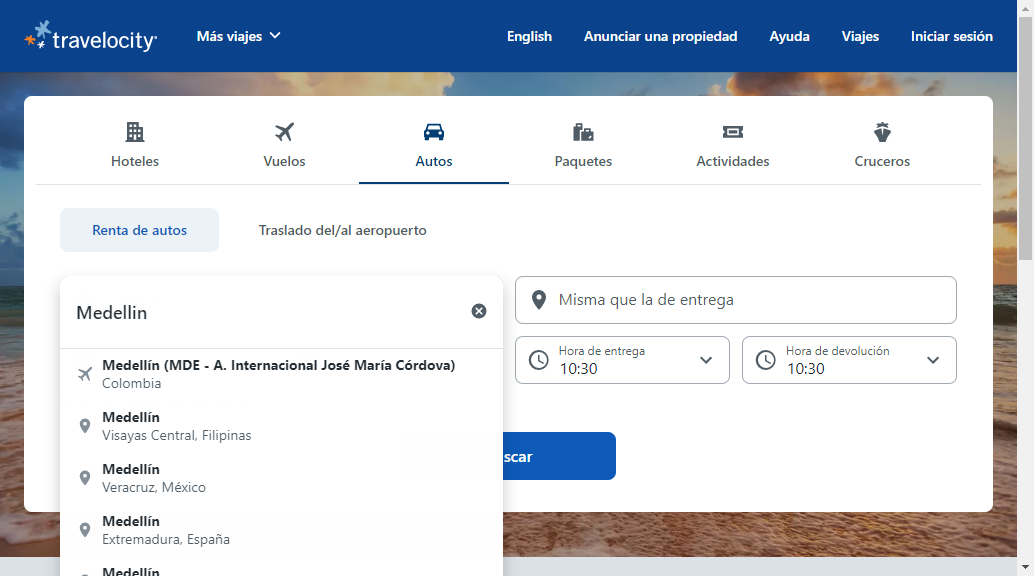 travelocity
Más viajes
English
Anunciar una propiedad
Ayuda
Viajes
Iniciar sesión
Hoteles
Vuelos
Autos
Paquetes
Actividades
Cruceros
Renta de autos
Traslado del/al aeropuerto
Medellin
Misma que la de entrega
Medellín (MDE - A. Internacional José María Córdova)
Colombia
Hora de entrega
10:30
Hora de devolución
10:30
Medellín
Visayas Central, Filipinas
scar
Medellín
Veracruz, México
Medellín
Extremadura, España
Medellín